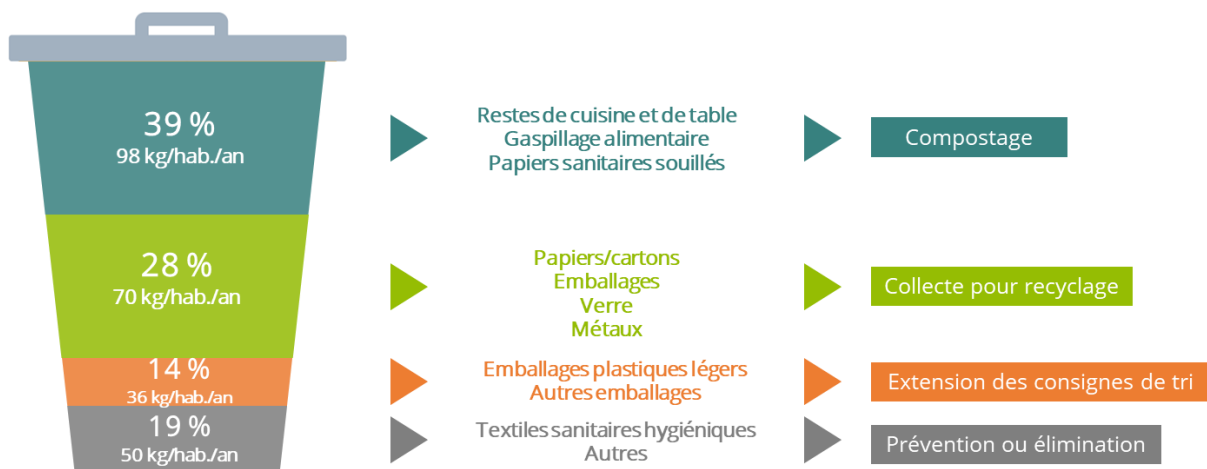 39 %
98 kg/hab./an
Restes de cuisine et de table
Gaspillage alimentaire
Papiers sanitaires souillés
Compostage
28 %
70 kg/hab./an
Papiers/cartons
Emballages
Verre
Métaux
Collecte pour recyclage
14 %
36 kg/hab./an
Emballages plastiques légers
Autres emballages
Extension des consignes de tri
19 %
50 kg/hab./an
Textiles sanitaires hygiéniques
Autres
Prévention ou élimination